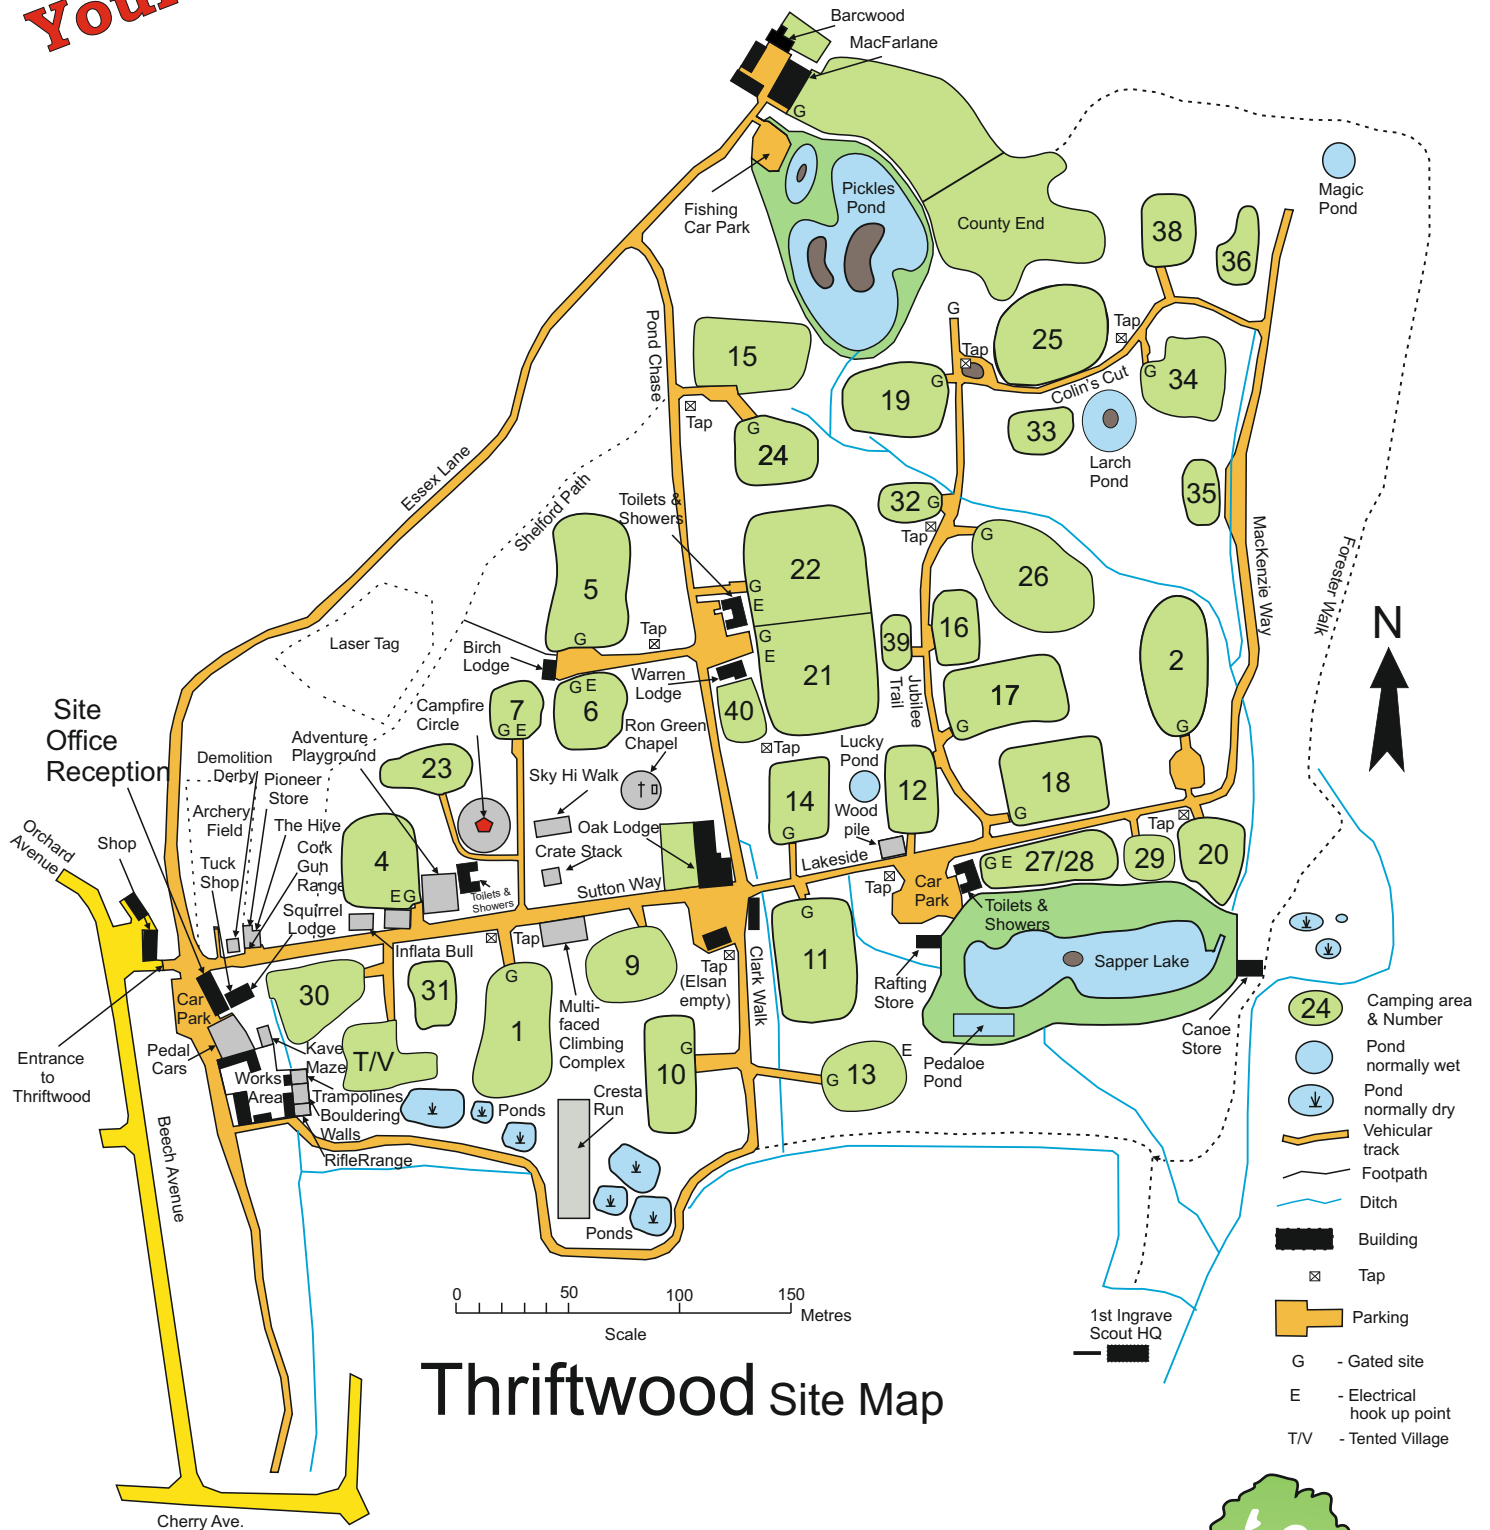 Your
Barcwood
MacFarlane
G
Fishing
Car Park
Pickles
Pond
County End
Magic
Pond
38
36
G
Tap
25
Tap
G
34
Colin's Cut
33
Larch
Pond
35
Pond Chase
15
Tap
G
24
19
G
32
G
Tap
G
26
Essex Lane
Shelford Path
Toilets &
Showers
5
G
22
G
E
G
E
21
39
16
Jubilee
Trail
17
G
2
G
MacKenzie Way
Forester Walk
N
Laser Tag
Birch
Lodge
Tap
Warren
Lodge
40
Tap
G E
6
7
G E
Campfire
Circle
Ron Green
Chapel
Sky Hi Walk
Oak Lodge
Crate Stack
Sutton Way
Site
Office
Reception
Demolition
Derby
Adventure
Playground
Pioneer
Store
Archery
Field
The Hive
Cork
Gun
Range
Tuck
Shop
Squirrel
Lodge
Shop
Orchard
Avenue
23
4
E G
Toilets &
Showers
Inflata Bull
Tap
14
G
Lucky
Pond
Wood
pile
12
18
G
Lakeside
Tap
Car
Park
G E 27/28
29
20
Tap
Toilets &
Showers
Sapper Lake
Rafting
Store
Pedaloe
Pond
Canoe
Store
11
G
13
G
E
Clark Walk
Tap
(Elsan
empty)
9
10
G
Multi-
faced
Climbing
Complex
Cresta
Run
1
G
31
30
T/V
Car
Park
Pedal
Cars
Kave
Maze
Works
Area
Trampolines
Bouldering
Walls
RifleRrange
Ponds
Ponds
Entrance
to
Thriftwood
Beech Avenue
Cherry Ave.
0 50 100 150
Metres
Scale
Thriftwood Site Map
1st Ingrave
Scout HQ
24 Camping area
& Number
Pond
normally wet
Pond
normally dry
Vehicular
track
Footpath
Ditch
Building
Tap
Parking
G - Gated site
E - Electrical
hook up point
T/V - Tented Village